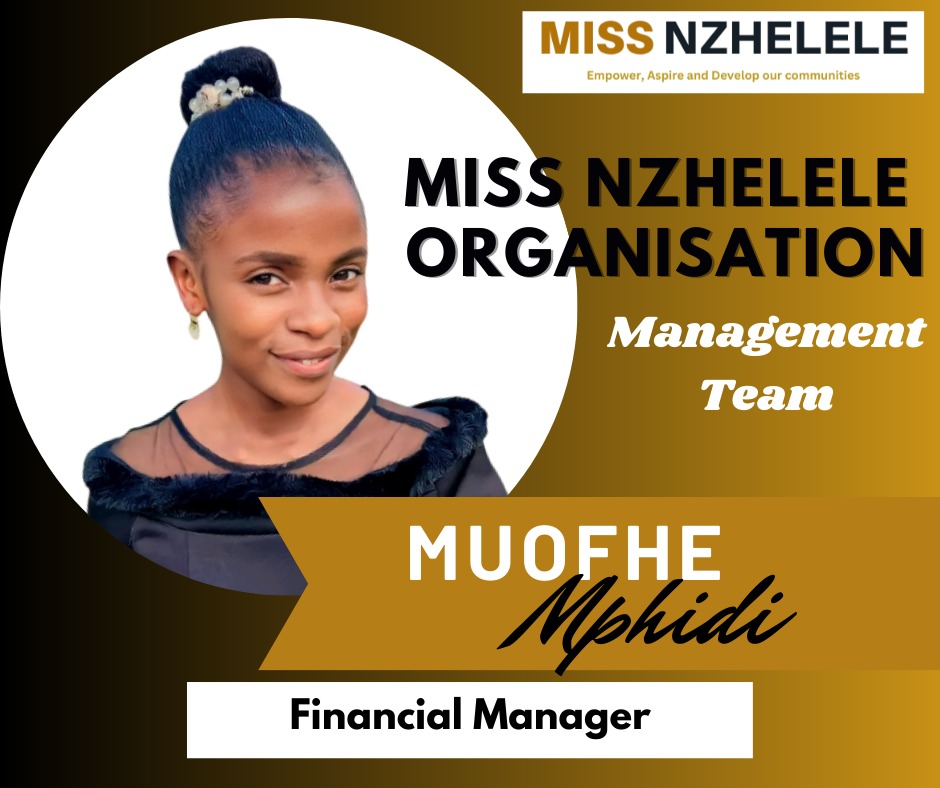 MISS NZHELELE
Empower, Aspire and Develop our communities
MISS NZHELELE
ORGANISATION
Management
Team
MUOFHE
Mphidi
Financial Manager